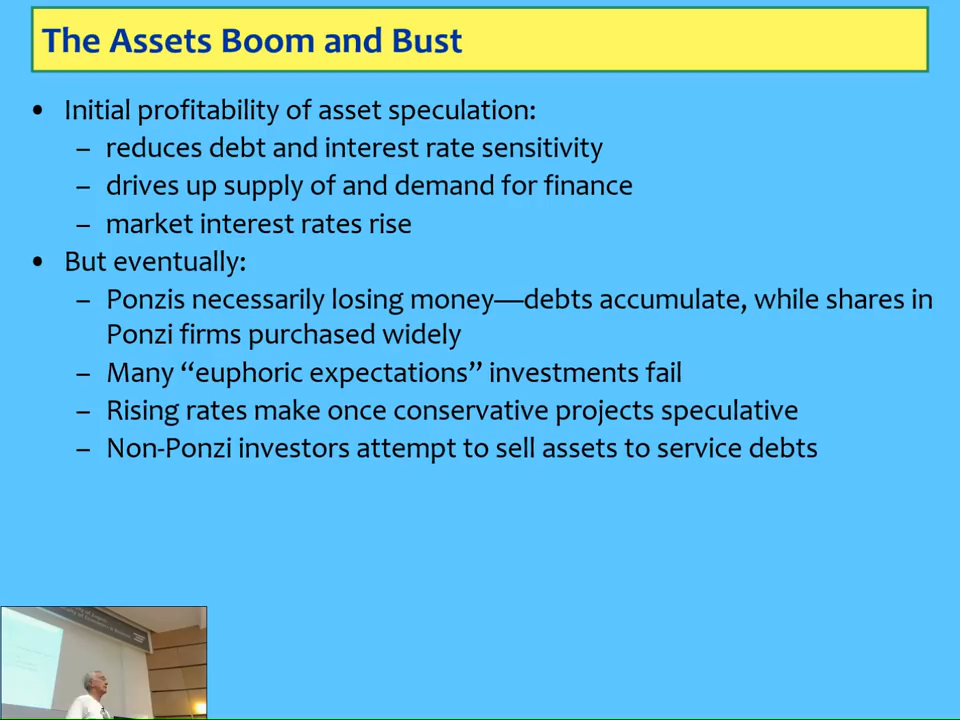 The Assets Boom and Bust
• Initial profitability of asset speculation:
– reduces debt and interest rate sensitivity
– drives up supply of and demand for finance
– market interest rates rise
• But eventually:
– Ponzis necessarily losing money—debts accumulate, while shares in
Ponzi firms purchased widely
– Many “euphoric expectations” investments fail
– Rising rates make once conservative projects speculative
– Non-Ponzi investors attempt to sell assets to service debts